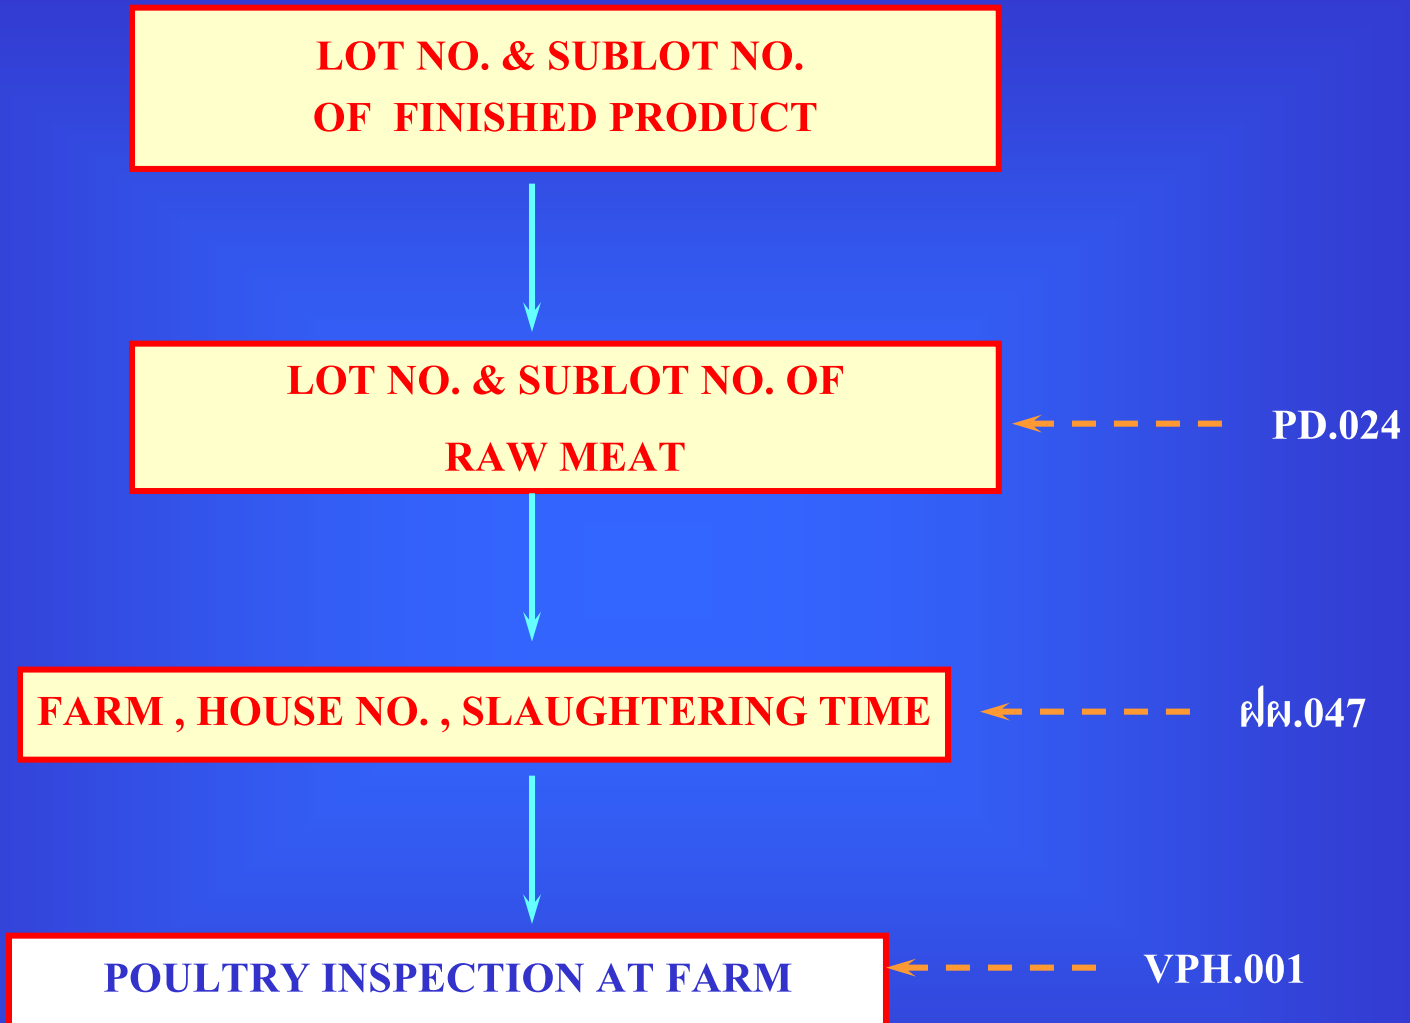 LOT NO. & SUBLOT NO.
OF FINISHED PRODUCT
LOT NO. & SUBLOT NO. OF
RAW MEAT
PD.024
FARM , HOUSE NO. , SLAUGHTERING TIME
ฝผ.047
POULTRY INSPECTION AT FARM
VPH.001